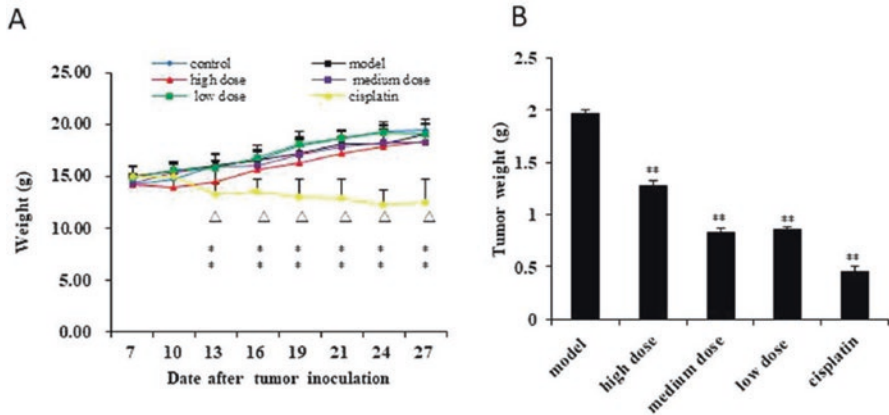 A
control model
high dose medium dose
low dose cisplatin
25.00
20.00
15.00
10.00
5.00
0.00
Weight (g)
△ △ △ △ △ △
* * * * * *
* * * * * *
7 10 13 16 19 21 24 27
Date after tumor inoculation
B
2.5
2
1.5
1
0.5
0
Tumor weight (g)
**
**
**
**
model
high dose
medium dose
low dose
cisplatin